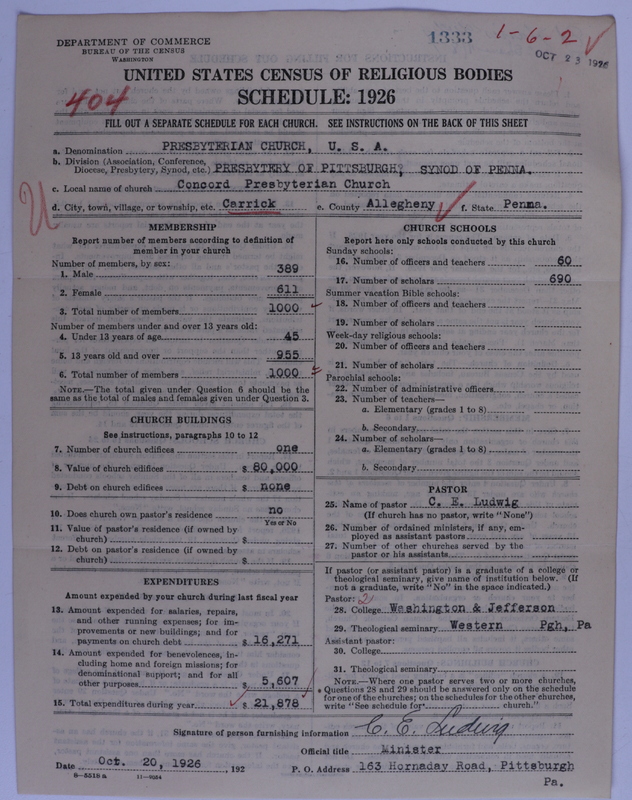 DEPARTMENT OF COMMERCE
BUREAU OF THE CENSUS
WASHINGTON
1333
1-6-2
OCT 23 1926
UNITED STATES CENSUS OF RELIGIOUS BODIES
404
SCHEDULE: 1926
FILL OUT A SEPARATE SCHEDULE FOR EACH CHURCH. SEE INSTRUCTIONS ON THE BACK OF THIS SHEET
a. Denomination PRESBYTERIAN CHURCH, U. S. A.
b. Division (Association, Conference,
Diocese, Presbytery, Synod, etc.) PRESBYTERY OF PITTSBURGH; SYNOD OF PENNA.
c. Local name of church Concord Presbyterian Church
d. City, town, village, or township, etc. Carrick e. County Allegheny f. State Penna.
MEMBERSHIP
Report number of members according to definition of
member in your church
Number of members, by sex:
1. Male 389
2. Female 611
3. Total number of members 1000
Number of members under and over 13 years old:
4. Under 13 years of age 45
5. 13 years old and over 955
6. Total number of members 1000
NOTE.—The total given under Question 6 should be the
same as the total of males and females given under Question 3.
CHURCH BUILDINGS
See instructions, paragraphs 10 to 12
7. Number of church edifices one
8. Value of church edifices $ 80,000
9. Debt on church edifices $ none
10. Does church own pastor's residence no
Yes or No
11. Value of pastor's residence (if owned by
church) $
12. Debt on pastor's residence (if owned by
church) $
EXPENDITURES
Amount expended by your church during last fiscal year
13. Amount expended for salaries, repairs,
and other running expenses; for im-
provements or new buildings; and for
payments on church debt $ 16,271
14. Amount expended for benevolences, in-
cluding home and foreign missions; for
denominational support; and for all
other purposes $ 5,607
15. Total expenditures during year $ 21,878
CHURCH SCHOOLS
Report here only schools conducted by this church
Sunday schools:
16. Number of officers and teachers 60
17. Number of scholars 690
Summer vacation Bible schools:
18. Number of officers and teachers
19. Number of scholars
Week-day religious schools:
20. Number of officers and teachers
21. Number of scholars
Parochial schools:
22. Number of administrative officers
23. Number of teachers—
a. Elementary (grades 1 to 8)
b. Secondary
24. Number of scholars—
a. Elementary (grades 1 to 8)
b. Secondary
PASTOR
25. Name of pastor C. E. Ludwig
(If church has no pastor, write "None")
26. Number of ordained ministers, if any, em-
ployed as assistant pastors
27. Number of other churches served by the
pastor or his assistants
If pastor (or assistant pastor) is a graduate of a college or
theological seminary, give name of institution below. (If
not a graduate, write "No" in the space indicated.)
Pastor: 2
28. College Washington & Jefferson
29. Theological seminary Western Pgh, Pa
Assistant pastor:
30. College
31. Theological seminary
NOTE.—Where one pastor serves two or more churches,
Questions 28 and 29 should be answered only on the schedule
for one of the churches; on the schedules for the other churches,
write "See schedule for church."
Signature of person furnishing information C. E. Ludwig
Official title Minister
Date Oct. 20, 1926, 192
P. O. Address 163 Hornaday Road, Pittsburgh
8—5518 a 11—9054
Pa.